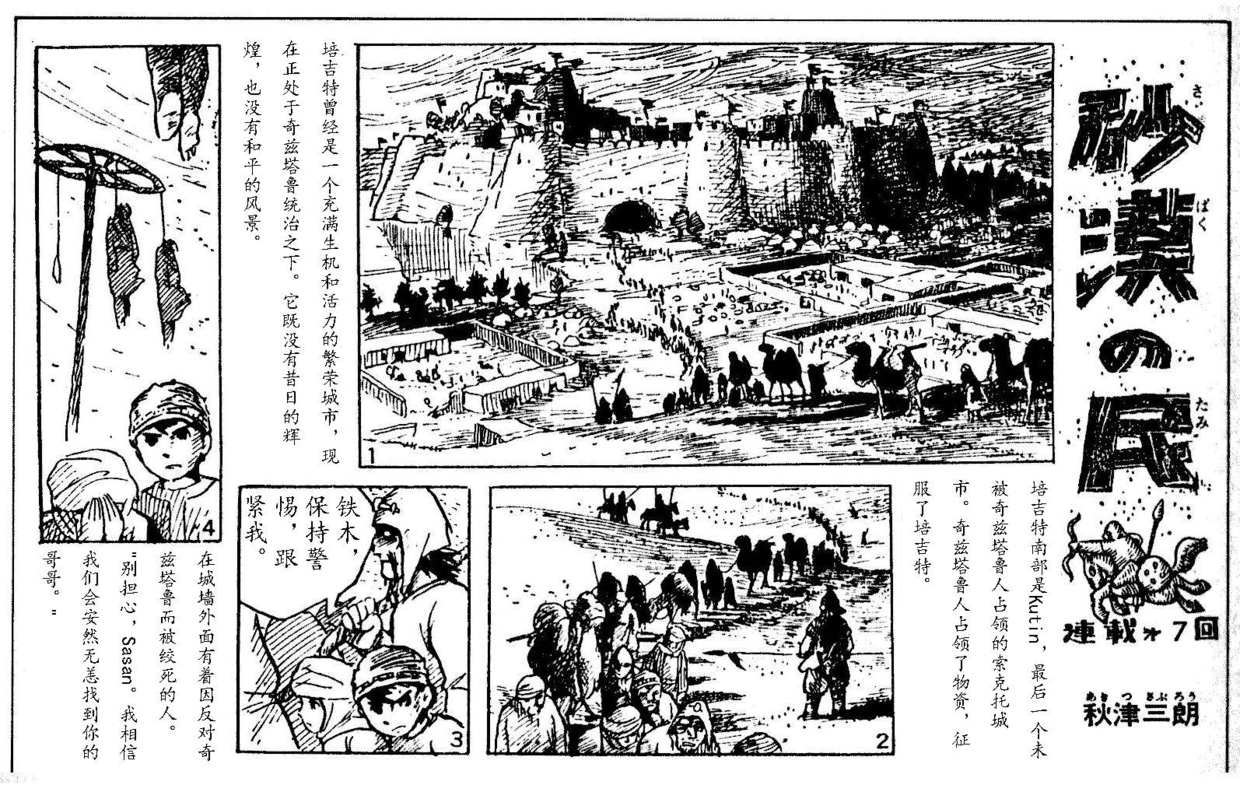 砂漠の民
さばく
たみ
連載才7回
あきつさぶろう
秋津三朗
1
培吉特曾经是一个充满生机和活力的繁荣城市，现
在正处于奇兹塔鲁统治之下。它既没有昔日的辉
煌，也没有和平的风景。
培吉特南部是Kutin，最后一个未
被奇兹塔鲁人占领的索克托城
市。奇兹塔鲁人占领了物资，征
服了培吉特。
2
铁木，
保持警
惕，跟
紧我。
3
4
在城墙外面有着因反对奇
兹塔鲁而被绞死的人。
"别担心，Sasan。我相信
我们会安然无恙找到你的
哥哥。"